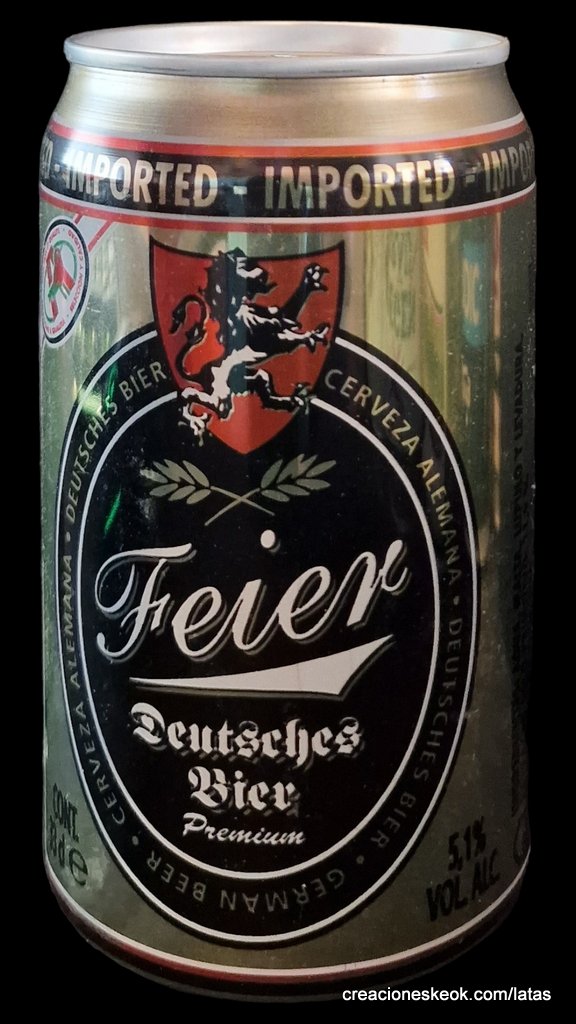 IMPORTED - IMPORTED - IMPO
DEUTSCHES BIER
CERVEZA ALEMANA • DEUTSCHES BIER • GERMAN BEER • CERVEZA ALEMANA •
Feier
Deutsches
Bier
Premium
CONT.
5,1%
VOL. ALC
Y LEVADURA
creacioneskeok.com/latas